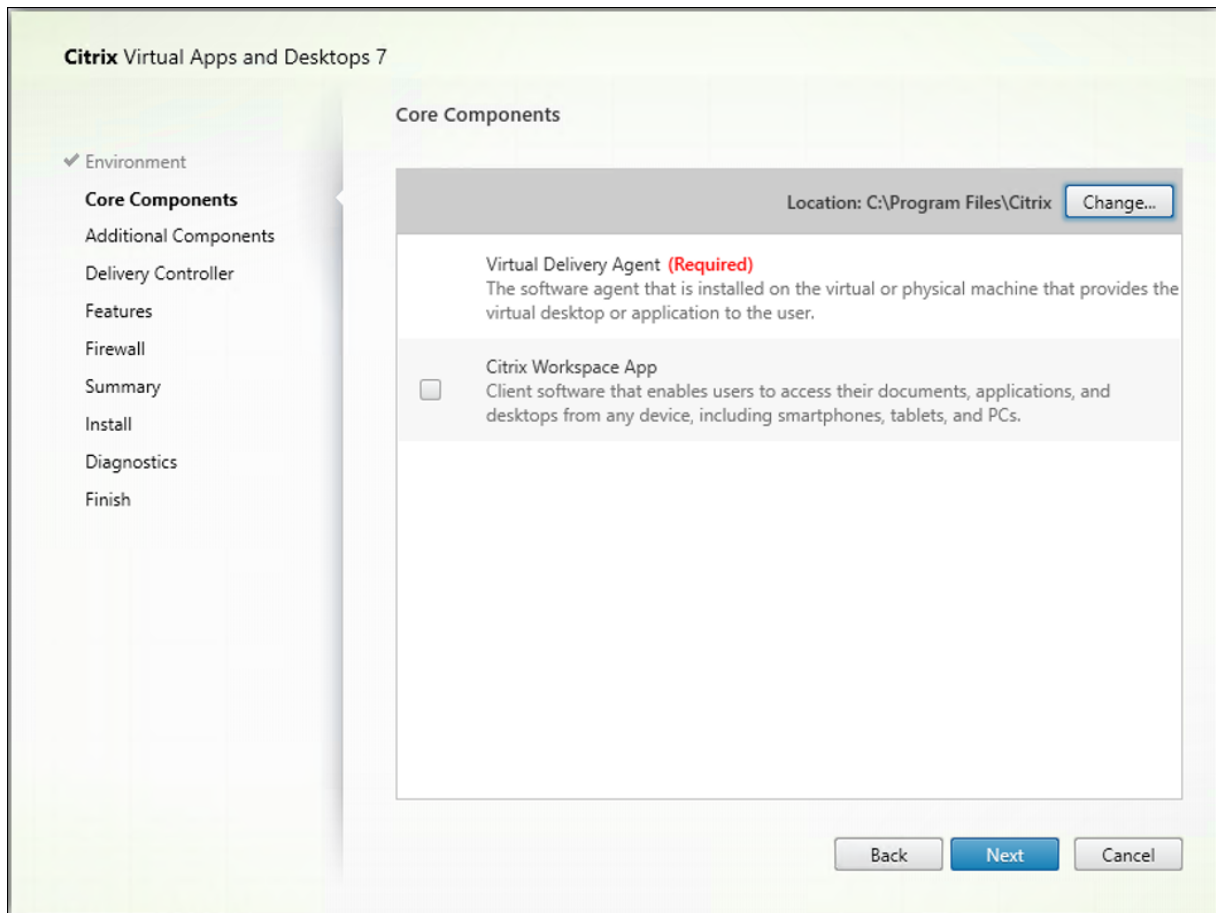 Citrix Virtual Apps and Desktops 7
Environment
Core Components
Additional Components
Delivery Controller
Features
Firewall
Summary
Install
Diagnostics
Finish
Core Components
Location: C:\Program Files\Citrix Change...
Virtual Delivery Agent (Required)
The software agent that is installed on the virtual or physical machine that provides the
virtual desktop or application to the user.
Citrix Workspace App
Client software that enables users to access their documents, applications, and
desktops from any device, including smartphones, tablets, and PCs.
Back Next Cancel